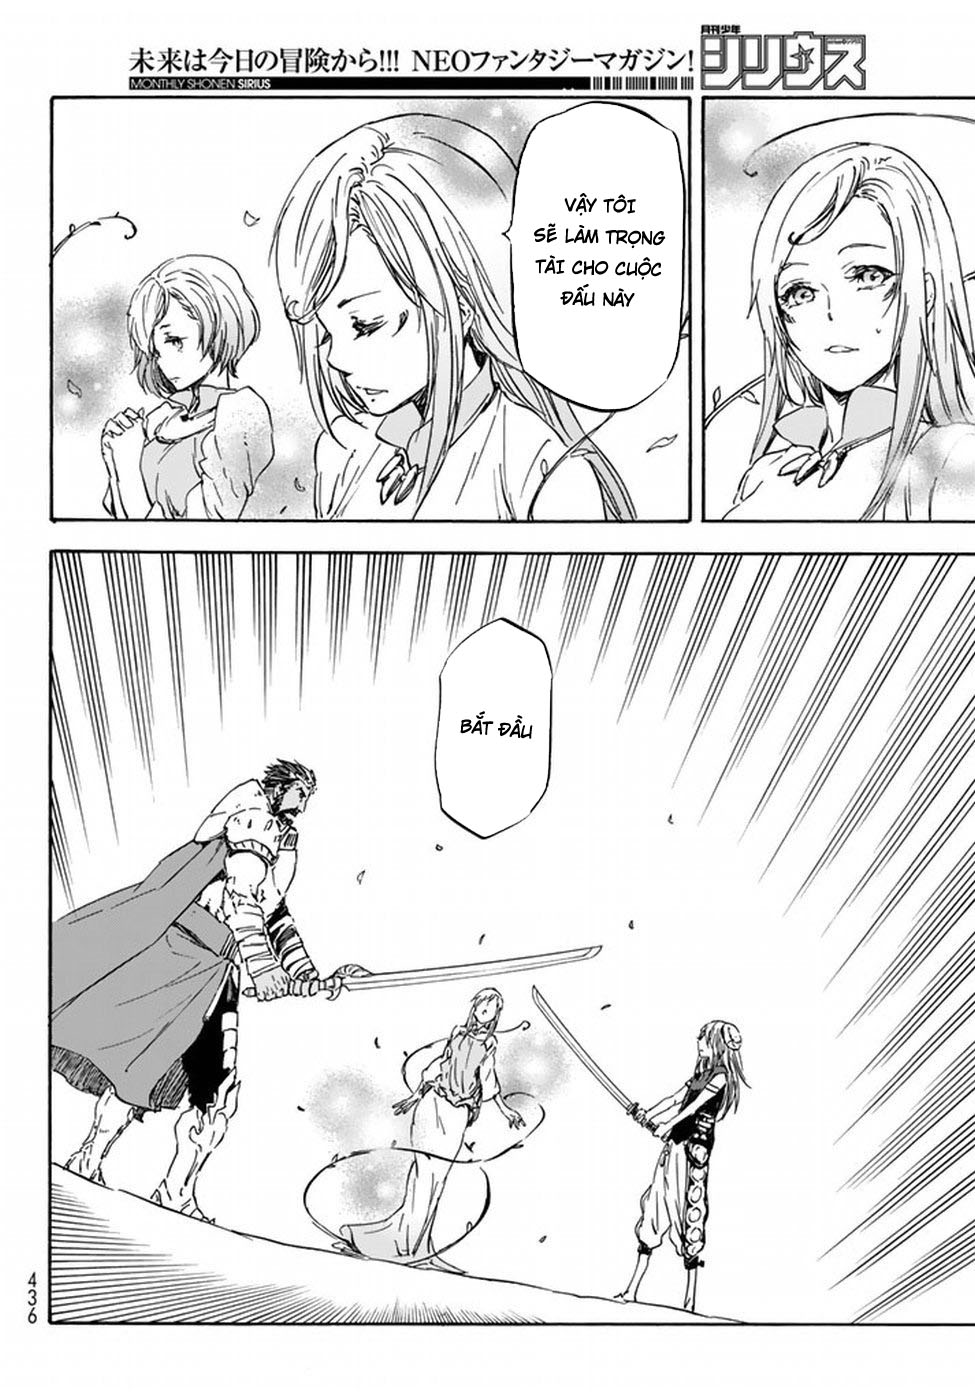 未来は今日の冒険から!!! NEOファンタジーマガジン!
月刊少年
シリウス
MONTHLY SHONEN SIRIUS
VẬY TÔI
SẼ LÀM TRỌNG
TÀI CHO CUỘC
ĐẤU NÀY
BẮT ĐẦU
436